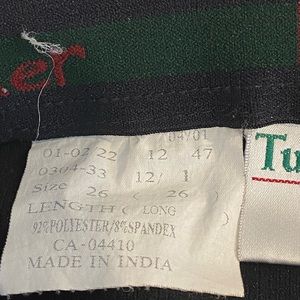 er
01-02 22 12 47
0304-33 12/ 1
Size 26 ( 26 )
LENGTH ( LONG
92%POLYESTER/8%SPANDEX
CA-04410
MADE IN INDIA
Tu